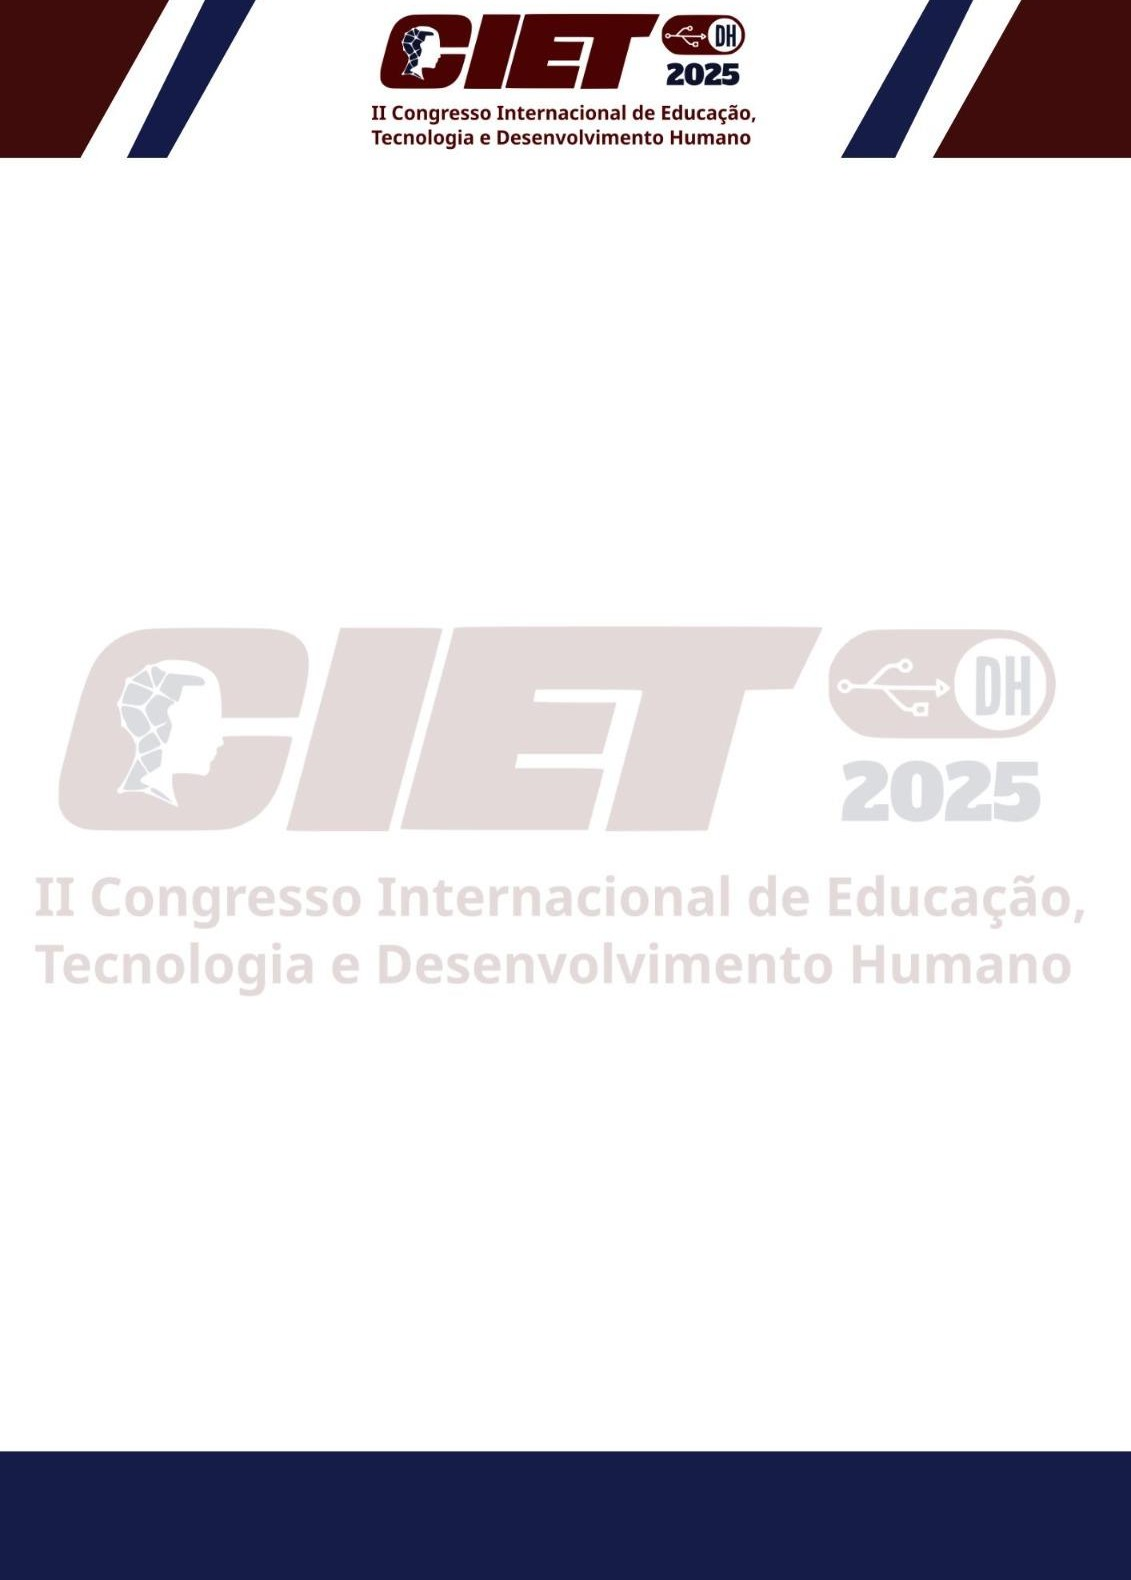 CIET
DH
2025
II Congresso Internacional de Educação,
Tecnologia e Desenvolvimento Humano
CIET
DH
2025
II Congresso Internacional de Educação,
Tecnologia e Desenvolvimento Humano